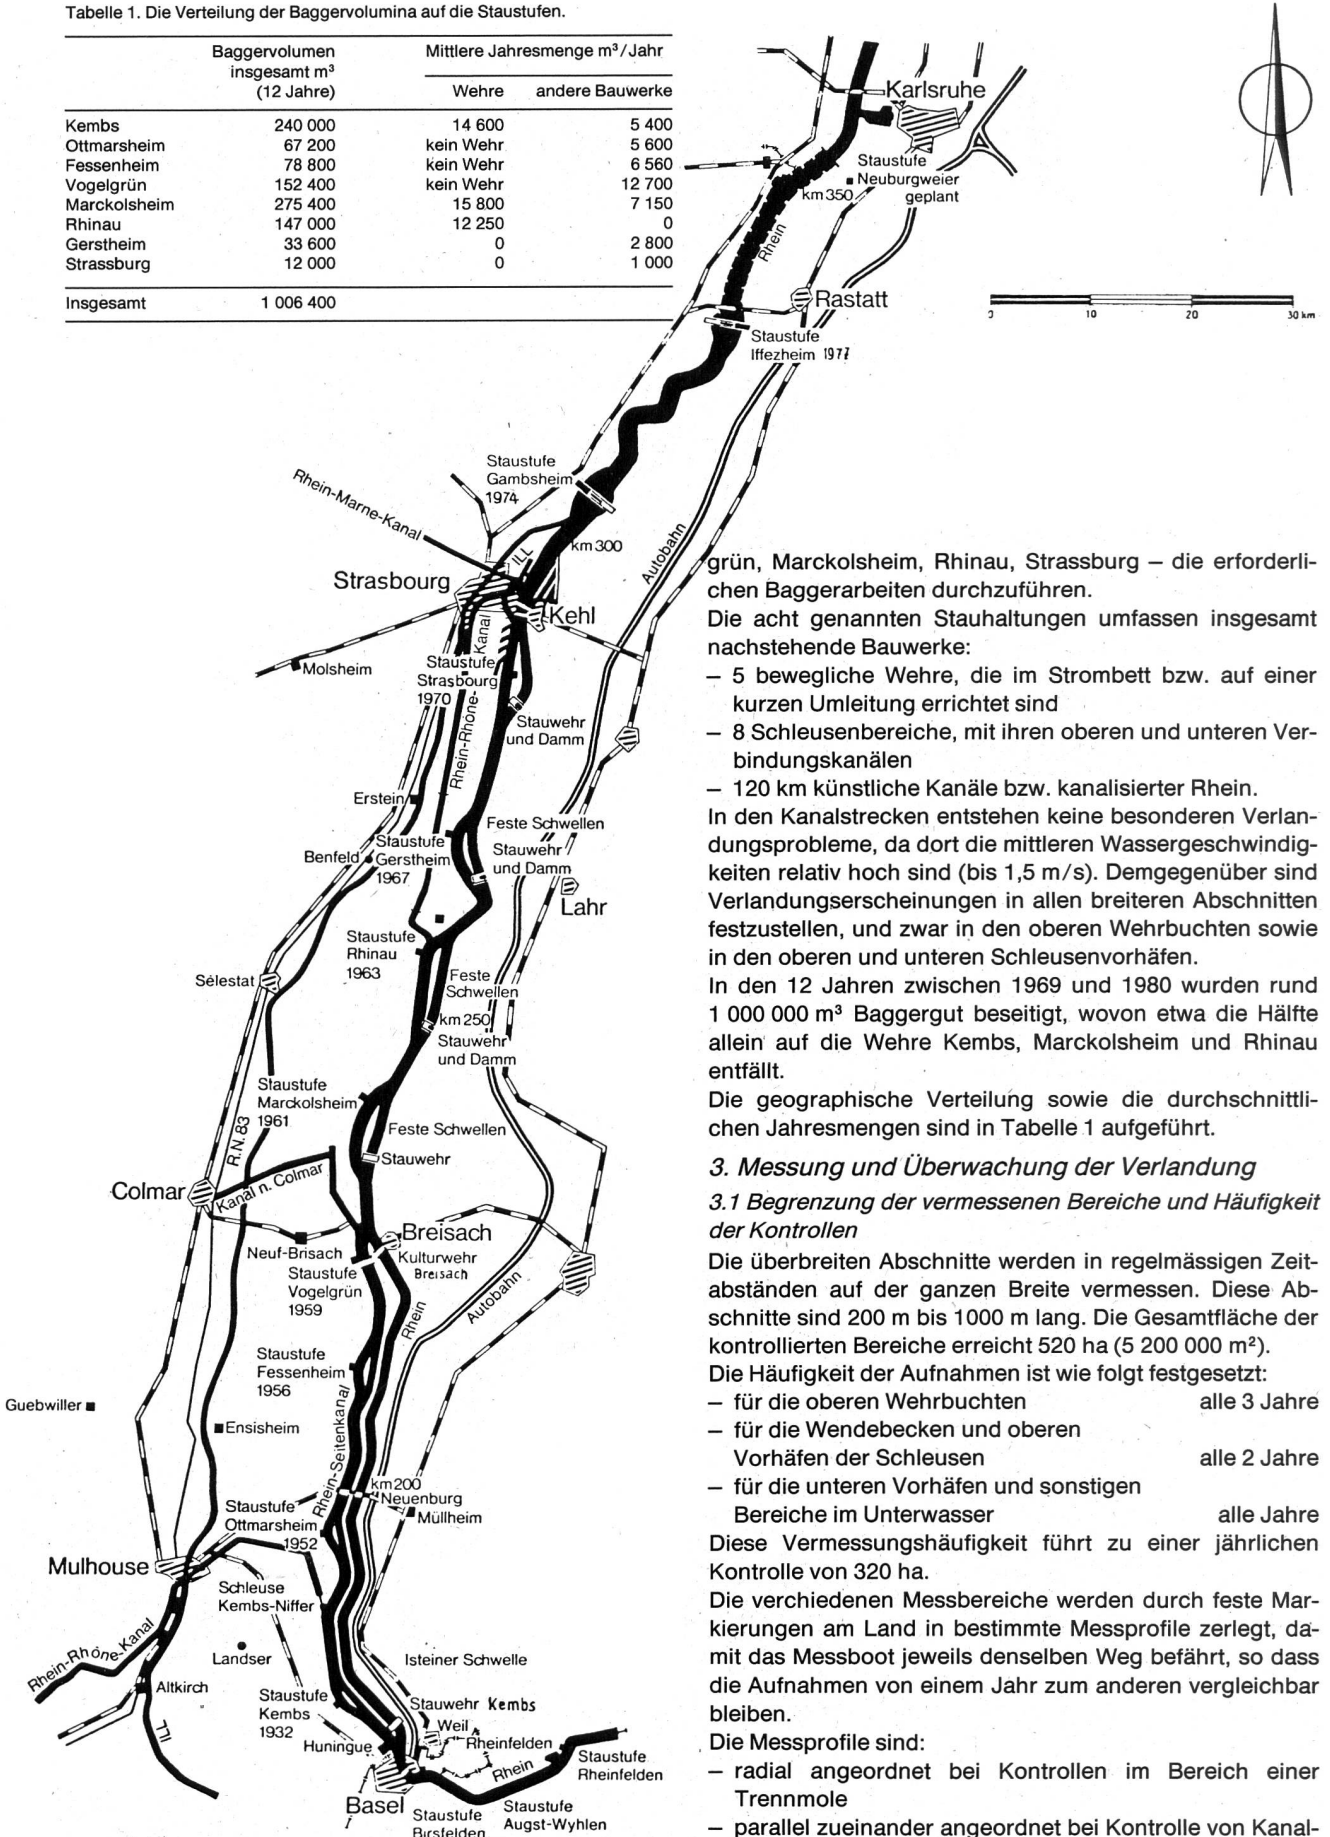 Tabelle 1. Die Verteilung der Baggervolumina auf die Staustufen.
Baggervolumen insgesamt m³ (12 Jahre) Mittlere Jahresmenge m³/Jahr
Wehre andere Bauwerke
Kembs 240 000 14 600 5 400
Ottmarsheim 67 200 kein Wehr 5 600
Fessenheim 78 800 kein Wehr 6 560
Vogelgrün 152 400 kein Wehr 12 700
Marckolsheim 275 400 15 800 7 150
Rhinau 147 000 12 250 0
Gerstheim 33 600 0 2 800
Strassburg 12 000 0 1 000
Insgesamt 1 006 400
Karlsruhe
Staustufe
Neuburgweier
geplant
km 350
Rhein
Rastatt
0 10 20 30 km
Staustufe
Iffezheim 1977
Staustufe
Gambsheim
1974
Rhein-Marne-Kanal
km 300
ILL
Autobahn
Strasbourg
Kehl
Molsheim
Staustufe
Strasbourg
1970
Rhein-Rhône-Kanal
Stauwehr
und Damm
Erstein
Feste Schwellen
Staustufe
Gerstheim
1967
Benfeld
Stauwehr
und Damm
Lahr
Staustufe
Rhinau
1963
Sélestat
Feste
Schwellen
km 250
Stauwehr
und Damm
Staustufe
Marckolsheim
1961
R.N. 83
Feste Schwellen
Stauwehr
Colmar
Kanal n. Colmar
Breisach
Neuf-Brisach
Kulturwehr
Breisach
Staustufe
Vogelgrün
1959
Rhein
Autobahn
Staustufe
Fessenheim
1956
Guebwiller
Ensisheim
Rhein-Seitenkanal
km 200
Neuenburg
Müllheim
Staustufe
Ottmarsheim
1952
Mulhouse
Schleuse
Kembs-Niffer
Rhein-Rhône-Kanal
Landser
Isteiner Schwelle
Altkirch
ILL
Staustufe
Kembs
1932
Stauwehr Kembs
Weil
Rheinfelden
Huningue
Rhein
Staustufe
Rheinfelden
Basel
Staustufe
Augst-Wyhlen
Staustufe
Birsfelden
grün, Marckolsheim, Rhinau, Strassburg – die erforderli-
chen Baggerarbeiten durchzuführen.
Die acht genannten Stauhaltungen umfassen insgesamt
nachstehende Bauwerke:
– 5 bewegliche Wehre, die im Strombett bzw. auf einer
kurzen Umleitung errichtet sind
– 8 Schleusenbereiche, mit ihren oberen und unteren Ver-
bindungskanälen
– 120 km künstliche Kanäle bzw. kanalisierter Rhein.
In den Kanalstrecken entstehen keine besonderen Verlan-
dungsprobleme, da dort die mittleren Wassergeschwindig-
keiten relativ hoch sind (bis 1,5 m/s). Demgegenüber sind
Verlandungserscheinungen in allen breiteren Abschnitten
festzustellen, und zwar in den oberen Wehrbuchten sowie
in den oberen und unteren Schleusenvorhäfen.
In den 12 Jahren zwischen 1969 und 1980 wurden rund
1 000 000 m³ Baggergut beseitigt, wovon etwa die Hälfte
allein auf die Wehre Kembs, Marckolsheim und Rhinau
entfällt.
Die geographische Verteilung sowie die durchschnittli-
chen Jahresmengen sind in Tabelle 1 aufgeführt.
3. Messung und Überwachung der Verlandung
3.1 Begrenzung der vermessenen Bereiche und Häufigkeit
der Kontrollen
Die überbreiten Abschnitte werden in regelmässigen Zeit-
abständen auf der ganzen Breite vermessen. Diese Ab-
schnitte sind 200 m bis 1000 m lang. Die Gesamtfläche der
kontrollierten Bereiche erreicht 520 ha (5 200 000 m²).
Die Häufigkeit der Aufnahmen ist wie folgt festgesetzt:
– für die oberen Wehrbuchten alle 3 Jahre
– für die Wendebecken und oberen
Vorhäfen der Schleusen alle 2 Jahre
– für die unteren Vorhäfen und sonstigen
Bereiche im Unterwasser alle Jahre
Diese Vermessungshäufigkeit führt zu einer jährlichen
Kontrolle von 320 ha.
Die verchiedenen Messbereiche werden durch feste Mar-
kierungen am Land in bestimmte Messprofile zerlegt, da-
mit das Messboot jeweils denselben Weg befährt, so dass
die Aufnahmen von einem Jahr zum anderen vergleichbar
bleiben.
Die Messprofile sind:
– radial angeordnet bei Kontrollen im Bereich einer
Trennmole
– parallel zueinander angeordnet bei Kontrolle von Kanal-